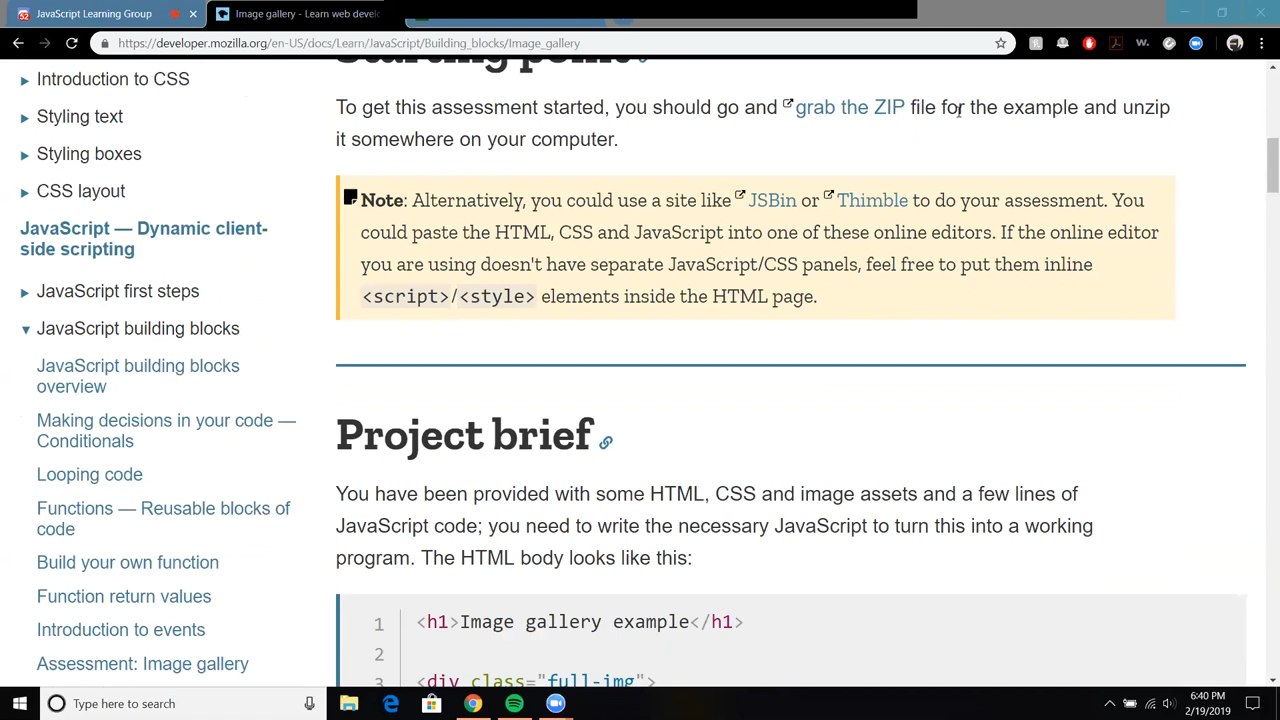 JavaScript Learning Group
Image gallery - Learn web devel
https://developer.mozilla.org/en-US/docs/Learn/JavaScript/Building_blocks/Image_gallery
Introduction to CSS
Styling text
Styling boxes
CSS layout
JavaScript — Dynamic client-
side scripting
JavaScript first steps
JavaScript building blocks
JavaScript building blocks
overview
Making decisions in your code —
Conditionals
Looping code
Functions — Reusable blocks of
code
Build your own function
Function return values
Introduction to events
Assessment: Image gallery
Starting point
To get this assessment started, you should go and grab the ZIP file for the example and unzip
it somewhere on your computer.
Note: Alternatively, you could use a site like JSBin or Thimble to do your assessment. You
could paste the HTML, CSS and JavaScript into one of these online editors. If the online editor
you are using doesn't have separate JavaScript/CSS panels, feel free to put them inline
<script>/<style> elements inside the HTML page.
Project brief
You have been provided with some HTML, CSS and image assets and a few lines of
JavaScript code; you need to write the necessary JavaScript to turn this into a working
program. The HTML body looks like this:
1 <h1>Image gallery example</h1>
2
3 <div class="full-img">
Type here to search
6:40 PM
2/19/2019